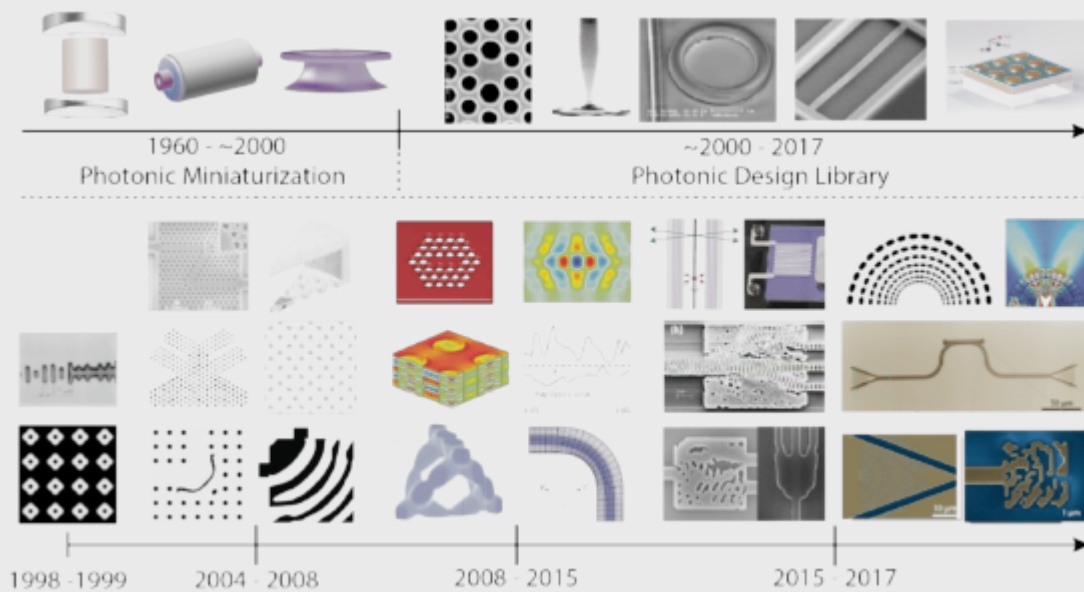 1960 - ~2000
Photonic Miniaturization
~2000 - 2017
Photonic Design Library
1998 -1999
2004 - 2008
2008 - 2015
2015 - 2017